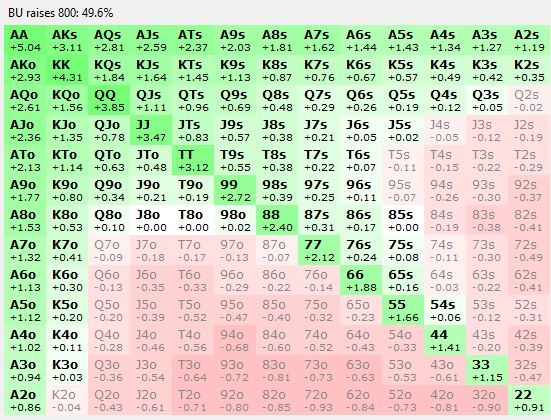 BU raises 800: 49.6%
AA AKs AQs AJs ATs A9s A8s A7s A6s A5s A4s A3s A2s
+5.04 +3.11 +2.81 +2.59 +2.37 +2.03 +1.81 +1.62 +1.44 +1.43 +1.34 +1.27 +1.19
AKo KK KQs KJs KTs K9s K8s K7s K6s K5s K4s K3s K2s
+2.93 +4.31 +1.84 +1.64 +1.45 +1.13 +0.87 +0.76 +0.67 +0.57 +0.49 +0.42 +0.35
AQo KQo QQ QJs QTs Q9s Q8s Q7s Q6s Q5s Q4s Q3s Q2s
+2.61 +1.56 +3.85 +1.11 +0.96 +0.69 +0.48 +0.29 +0.26 +0.19 +0.12 +0.05 -0.02
AJo KJo QJo JJ JTs J9s J8s J7s J6s J5s J4s J3s J2s
+2.36 +1.35 +0.78 +3.47 +0.83 +0.57 +0.38 +0.21 +0.05 +0.02 -0.05 -0.12 -0.19
ATo KTo QTo JTo TT T9s T8s T7s T6s T5s T4s T3s T2s
+2.13 +1.14 +0.63 +0.48 +3.12 +0.55 +0.38 +0.22 +0.07 -0.11 -0.15 -0.22 -0.29
A9o K9o Q9o J9o T9o 99 98s 97s 96s 95s 94s 93s 92s
+1.77 +0.80 +0.34 +0.21 +0.19 +2.72 +0.39 +0.25 +0.11 -0.07 -0.26 -0.30 -0.37
A8o K8o Q8o J8o T8o 98o 88 87s 86s 85s 84s 83s 82s
+1.53 +0.53 +0.10 +0.00 +0.00 +0.02 +2.40 +0.31 +0.17 +0.00 -0.19 -0.38 -0.41
A7o K7o Q7o J7o T7o 97o 87o 77 76s 75s 74s 73s 72s
+1.32 +0.41 -0.09 -0.18 -0.17 -0.13 -0.07 +2.12 +0.24 +0.08 -0.11 -0.30 -0.49
A6o K6o Q6o J6o T6o 96o 86o 76o 66 65s 64s 63s 62s
+1.13 +0.30 -0.13 -0.35 -0.33 -0.29 -0.22 -0.14 +1.88 +0.16 -0.03 -0.22 -0.41
A5o K5o Q5o J5o T5o 95o 85o 75o 65o 55 54s 53s 52s
+1.12 +0.20 -0.20 -0.39 -0.52 -0.47 -0.40 -0.32 -0.23 +1.66 +0.06 -0.12 -0.31
A4o K4o Q4o J4o T4o 94o 84o 74o 64o 54o 44 43s 42s
+1.02 +0.11 -0.28 -0.46 -0.56 -0.68 -0.60 -0.52 -0.43 -0.33 +1.41 -0.20 -0.39
A3o K3o Q3o J3o T3o 93o 83o 73o 63o 53o 43o 33 32s
+0.94 +0.03 -0.36 -0.54 -0.64 -0.72 -0.81 -0.73 -0.63 -0.53 -0.62 +1.15 -0.47
A2o K2o Q2o J2o T2o 92o 82o 72o 62o 52o 42o 32o 22
+0.86 -0.04 -0.43 -0.61 -0.71 -0.80 -0.85 -0.93 -0.84 -0.73 -0.81 -0.90 +0.91